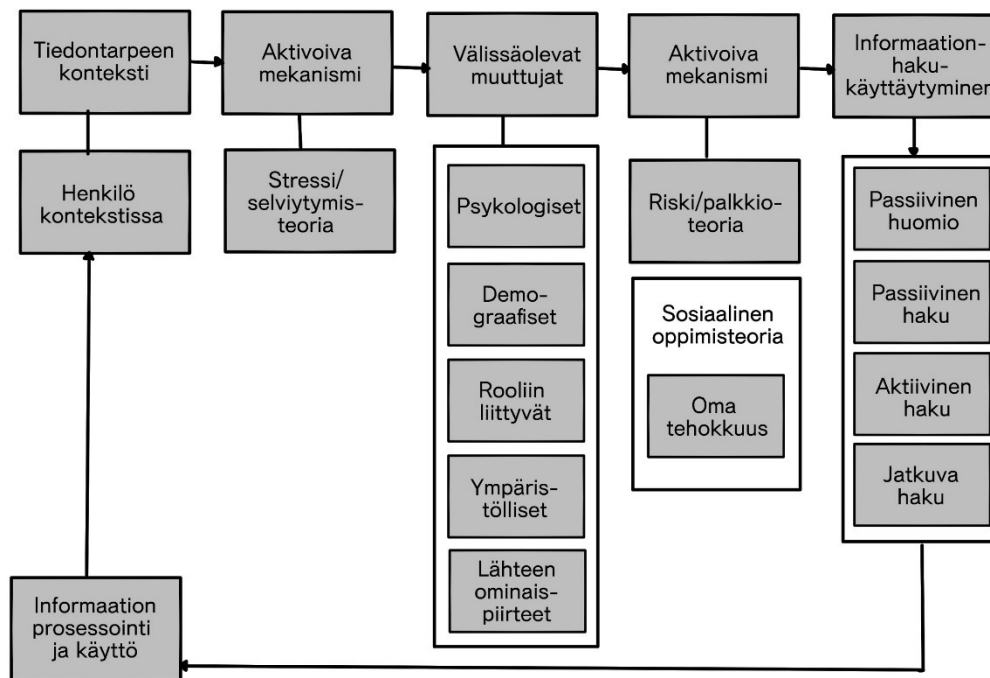 Tiedontarpeen
konteksti
Aktivoiva
mekanismi
Välissäolevat
muuttujat
Aktivoiva
mekanismi
Informaation-
haku-
käyttäytyminen
Henkilö
kontekstissa
Stressi/
selviytymis-
teoria
Psykologiset
Demo-
graafiset
Rooliin
liittyvät
Ympäris-
tölliset
Lähteen
ominais-
piirteet
Riski/palkkio-
teoria
Sosiaalinen
oppimisteoria
Oma
tehokkuus
Passiivinen
huomio
Passiivinen
haku
Aktiivinen
haku
Jatkuva
haku
Informaation
prosessointi
ja käyttö